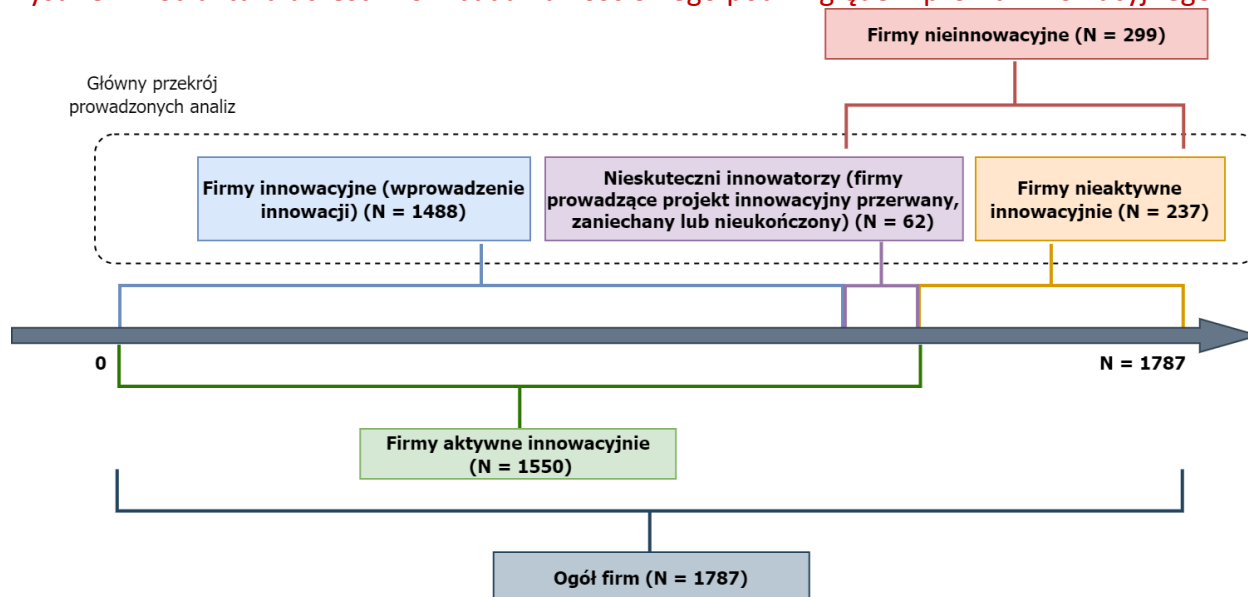 Firmy nieinnowacyjne (N = 299)
Główny przekrój
prowadzonych analiz
Firmy innowacyjne (wprowadzenie
innowacji) (N = 1488)
Nieskuteczni innowatorzy (firmy
prowadzące projekt innowacyjny przerwany,
zaniechany lub nieukończony) (N = 62)
Firmy nieaktywne
innowacyjnie (N = 237)
0
N = 1787
Firmy aktywne innowacyjnie
(N = 1550)
Ogół firm (N = 1787)